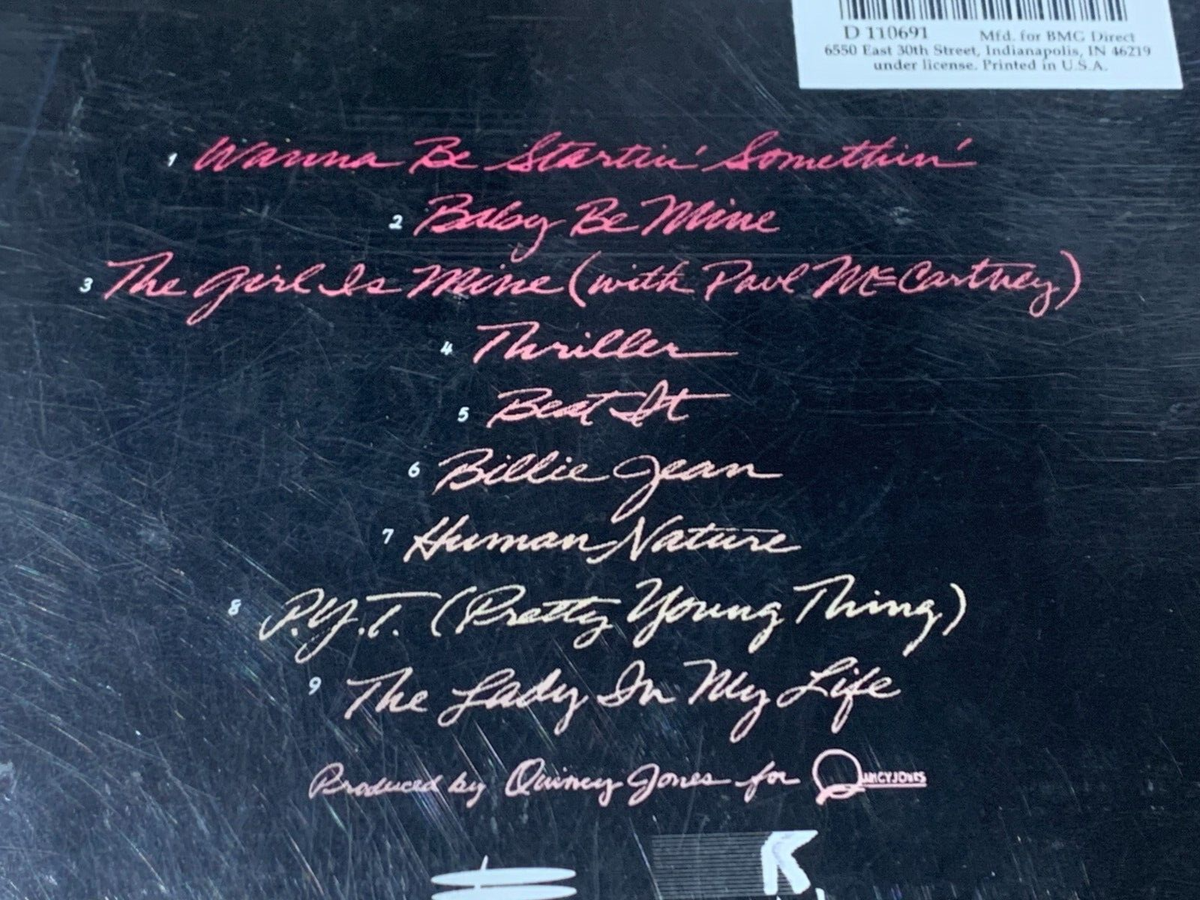 D 110691 Mfd. for BMG Direct
6550 East 30th Street, Indianapolis, IN 46219
under license. Printed in U.S.A.
1 Wanna Be Startin' Somethin'
2 Baby Be Mine
3 The Girl Is Mine (with Paul McCartney)
4 Thriller
5 Beat It
6 Billie Jean
7 Human Nature
8 P.Y.T. (Pretty Young Thing)
9 The Lady In My Life
Produced by Quincy Jones for QUINCY JONES